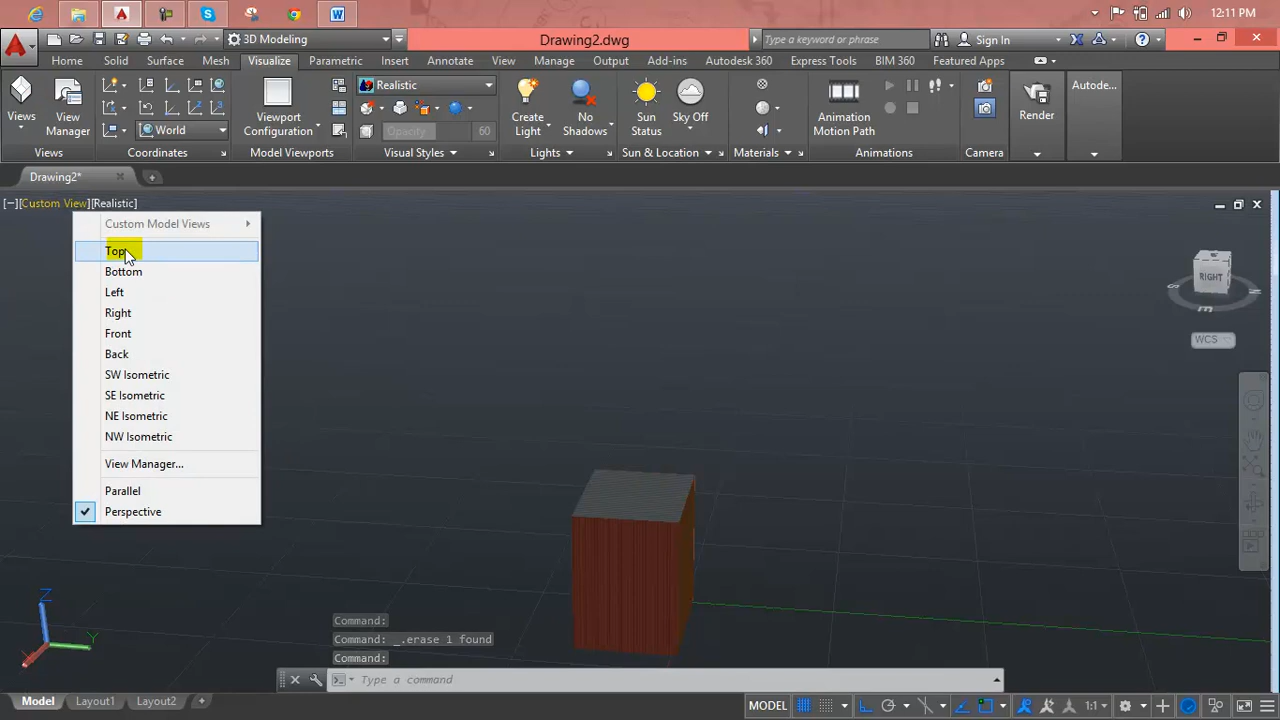 12:11 PM
3D Modeling
Drawing2.dwg
Type a keyword or phrase
Sign In
Home Solid Surface Mesh Visualize Parametric Insert Annotate View Manage Output Add-ins Autodesk 360 Express Tools BIM 360 Featured Apps
Views
View
Manager
World
Viewport
Configuration
Realistic
Opacity 60
Create
Light
No
Shadows
Sun
Status
Sky Off
Animation
Motion Path
Render
Autode...
Views
Coordinates
Model Viewports
Visual Styles
Lights
Sun & Location
Materials
Animations
Camera
Drawing2*
[−][Custom View][Realistic]
Custom Model Views
Top
Bottom
Left
Right
Front
Back
SW Isometric
SE Isometric
NE Isometric
NW Isometric
View Manager...
Parallel
Perspective
RIGHT
S
N
E
WCS
Z
Y
Command:
Command: _.erase 1 found
Command:
Type a command
Model Layout1 Layout2
MODEL
1:1